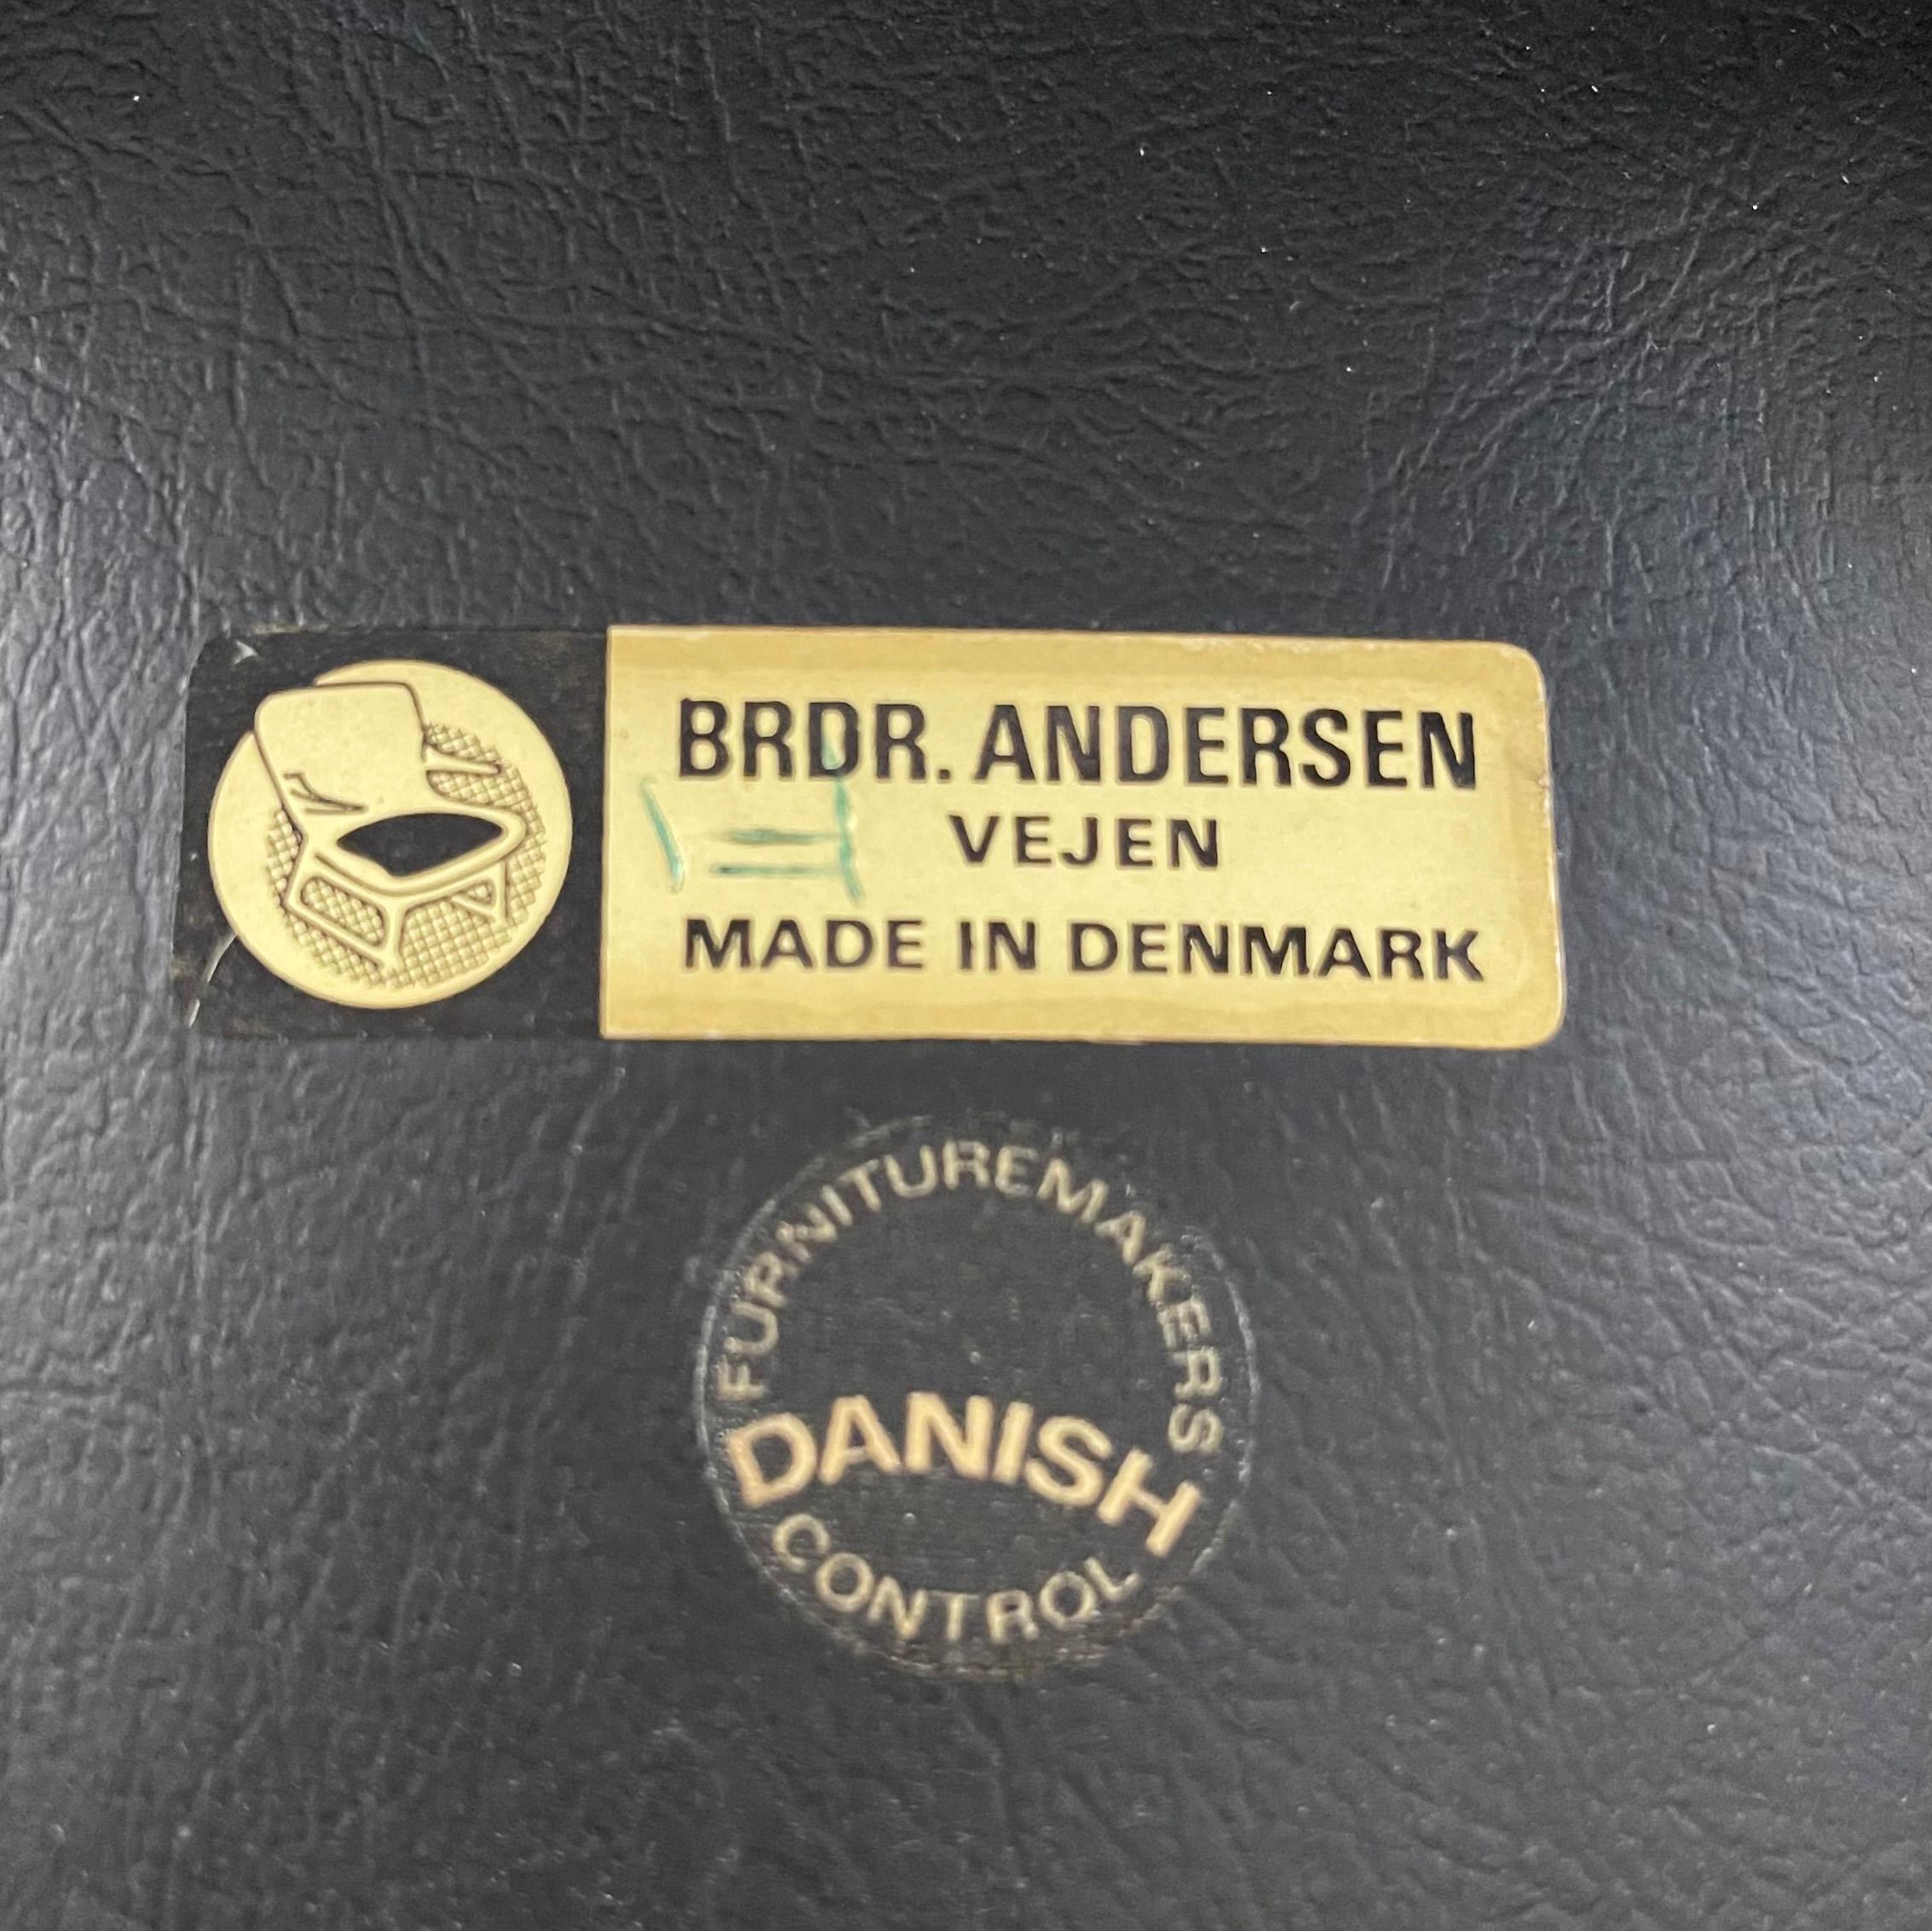 BRDR. ANDERSEN
VEJEN
MADE IN DENMARK
FURNITUREMAKERS
DANISH
CONTROL